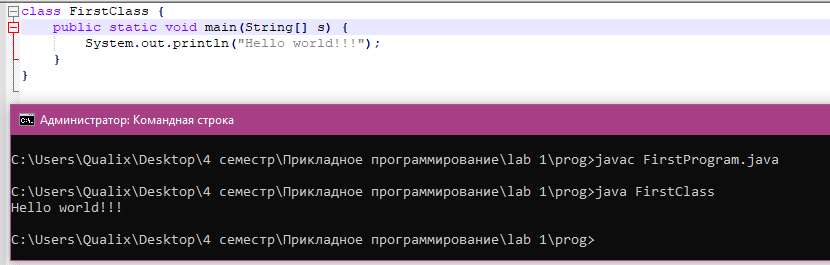 class FirstClass {
public static void main(String[] s) {
System.out.println("Hello world!!!");
}
}
Администратор: Командная строка
C:\Users\Qualix\Desktop\4 семестр\Прикладное программирование\lab 1\prog>javac FirstProgram.java
C:\Users\Qualix\Desktop\4 семестр\Прикладное программирование\lab 1\prog>java FirstClass
Hello world!!!
C:\Users\Qualix\Desktop\4 семестр\Прикладное программирование\lab 1\prog>